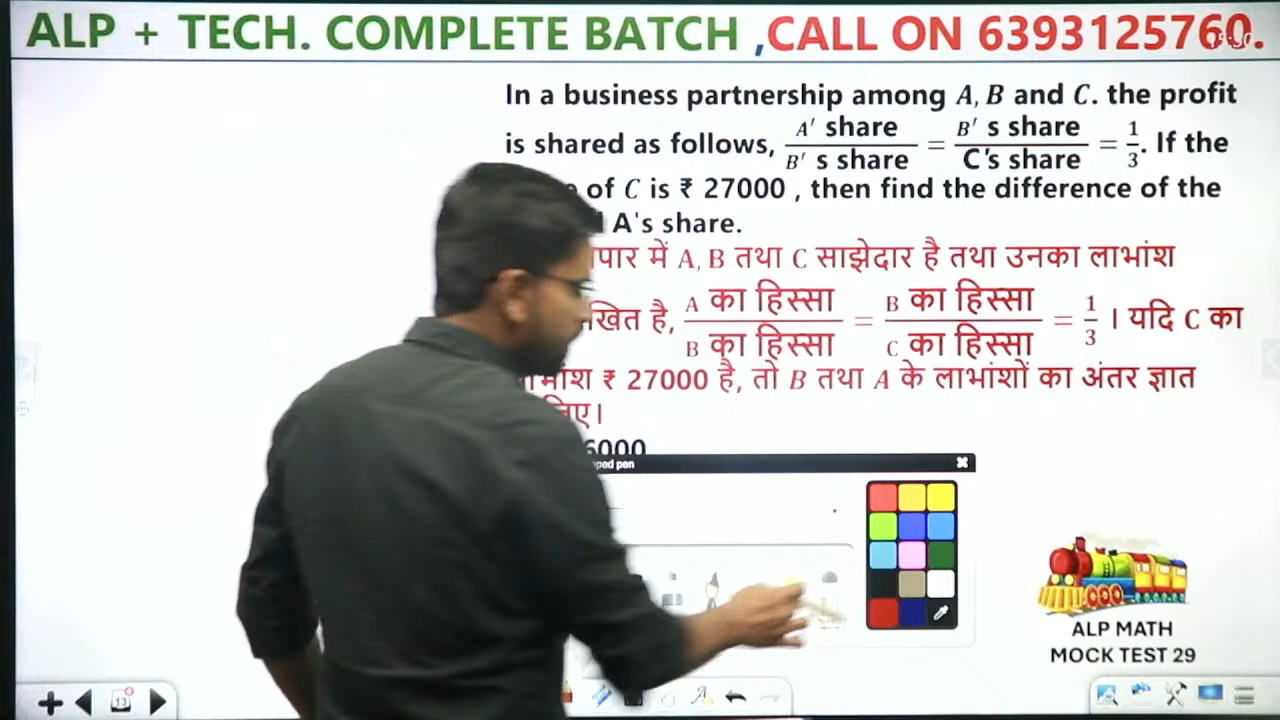 ALP + TECH. COMPLETE BATCH ,CALL ON 6393125760.
In a business partnership among A, B and C. the profit
is shared as follows, A' share / B' s share = B' s share / C's share = 1/3. If the
of C is ₹ 27000 , then find the difference of the
A's share.
में A, B तथा C साझेदार है तथा उनका लाभांश
है, A का हिस्सा / B का हिस्सा = B का हिस्सा / C का हिस्सा = 1/3 । यदि C का
₹ 27000 है, तो B तथा A के लाभांशों का अंतर ज्ञात
pen
ALP MATH
MOCK TEST 29
13